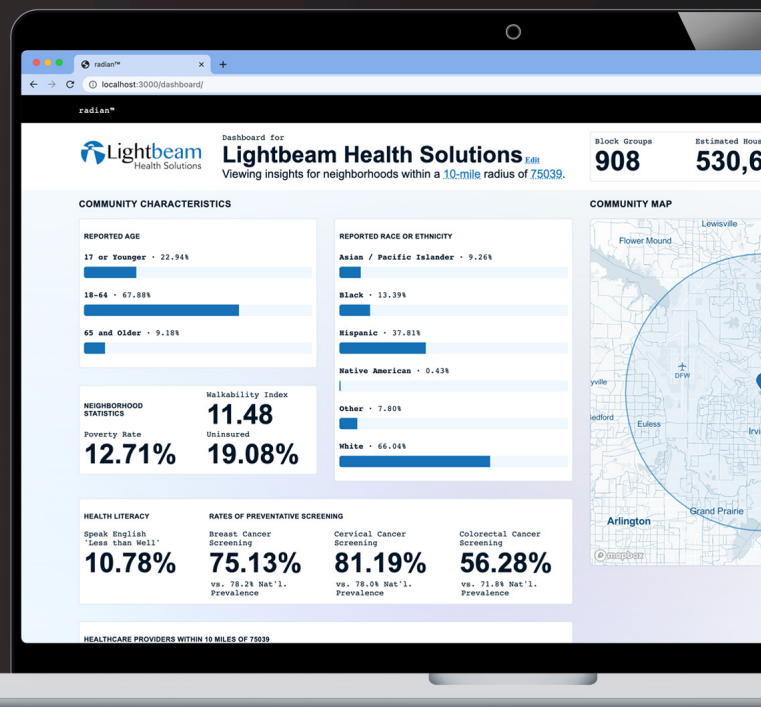 radian™
localhost:3000/dashboard/
radian™
Lightbeam
Health Solutions
Dashboard for
Lightbeam Health Solutions Edit
Viewing insights for neighborhoods within a 10-mile radius of 75039.
Block Groups
908
Estimated Hous
530,6
COMMUNITY CHARACTERISTICS
REPORTED AGE
17 or Younger · 22.94%
18-64 · 67.88%
65 and Older · 9.18%
REPORTED RACE OR ETHNICITY
Asian / Pacific Islander · 9.26%
Black · 13.39%
Hispanic · 37.81%
Native American · 0.43%
Other · 7.80%
White · 66.04%
NEIGHBORHOOD
STATISTICS
Walkability Index
11.48
Poverty Rate
12.71%
Uninsured
19.08%
HEALTH LITERACY
Speak English
'Less than Well'
10.78%
RATES OF PREVENTATIVE SCREENING
Breast Cancer
Screening
75.13%
vs. 78.2% Nat'l.
Prevalence
Cervical Cancer
Screening
81.19%
vs. 78.0% Nat'l.
Prevalence
Colorectal Cancer
Screening
56.28%
vs. 71.8% Nat'l.
Prevalence
HEALTHCARE PROVIDERS WITHIN 10 MILES OF 75039
COMMUNITY MAP
Lewisville
Flower Mound
DFW
yville
edford
Euless
Irvi
Grand Prairie
Arlington
mapbox